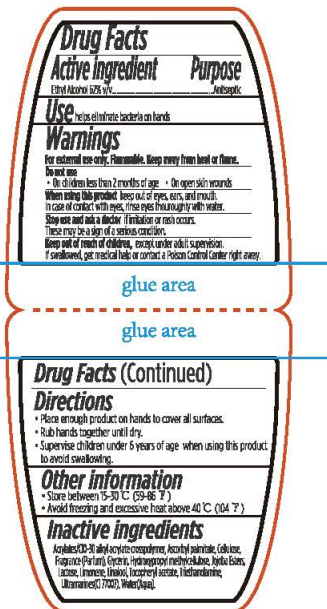 Drug Facts
Active ingredient Purpose
Ethyl Alcohol 62% v/v Antiseptic
Use helps eliminate bacteria on hands
Warnings
For external use only. Flammable. Keep away from heat or flame.
Do not use
• On children less than 2 months of age • On open skin wounds
When using this product keep out of eyes, ears, and mouth.
In case of contact with eyes, rinse eyes thouroughly with water.
Stop use and ask a doctor if irritation or rash occurs.
These may be a sign of a serious condition.
Keep out of reach of children, except under adult supervision.
If swallowed, get medical help or contact a Poison Control Center right away.
glue area
glue area
Drug Facts (Continued)
Directions
• Place enough product on hands to cover all surfaces.
• Rub hands together until dry.
• Supervise children under 6 years of age when using this product
to avoid swallowing.
Other information
• Store between 15-30℃ (59-86℉)
• Avoid freezing and excessive heat above 40℃ (104℉)
Inactive ingredients
Acrylates/C10-30 alkyl acrylate crosspolymer, Ascorbyl palmitate, Cellulose,
Fragrance (Parfum), Glycerin, Hydroxypropyl methylcellulose, Jojoba Esters,
Lactose, Limonene, Linalool, Tocopheryl acetate, Triethanolamine,
Ultramarines(CI 77007), Water(Aqua).